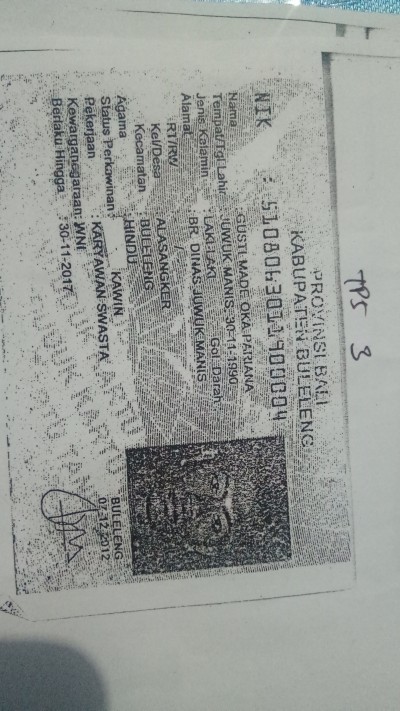 TPS 3
PROVINSI BALI
KABUPATEN BULELENG
NIK : 5108063011900004
Nama : GUSTI MADE OKA PARIANA
Tempat/Tgl Lahir : JUWUK MANIS, 30-11-1990
Jenis Kelamin : LAKI-LAKI Gol. Darah :
Alamat : BR. DINAS JUWUK MANIS
RT/RW : /
Kel/Desa : ALASANGKER
Kecamatan : BULELENG
Agama : HINDU
Status Perkawinan : KAWIN
Pekerjaan : KARYAWAN SWASTA
Kewarganegaraan: WNI
Berlaku Hingga : 30-11-2017
BULELENG
07-12-2012